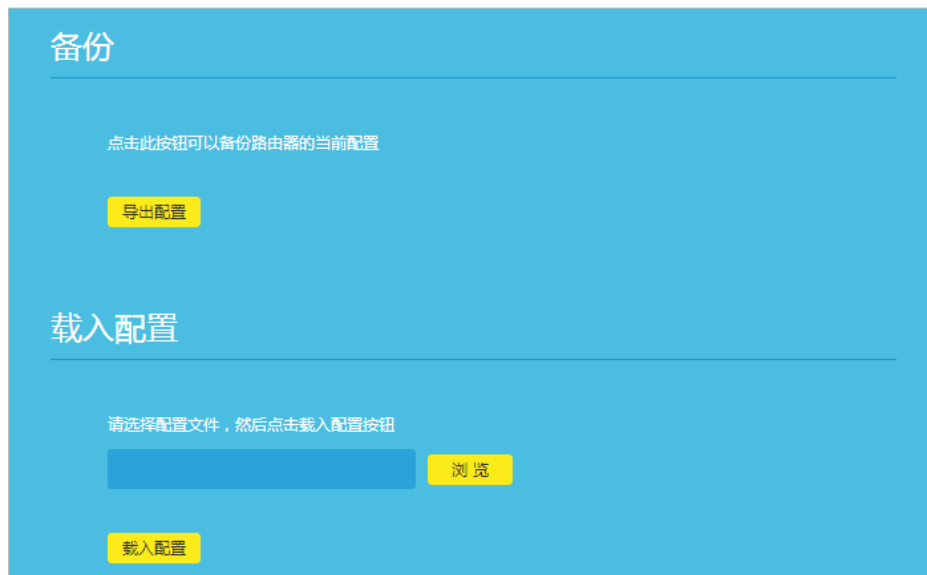 备份
点击此按钮可以备份路由器的当前配置
导出配置
载入配置
请选择配置文件，然后点击载入配置按钮
浏 览
载入配置